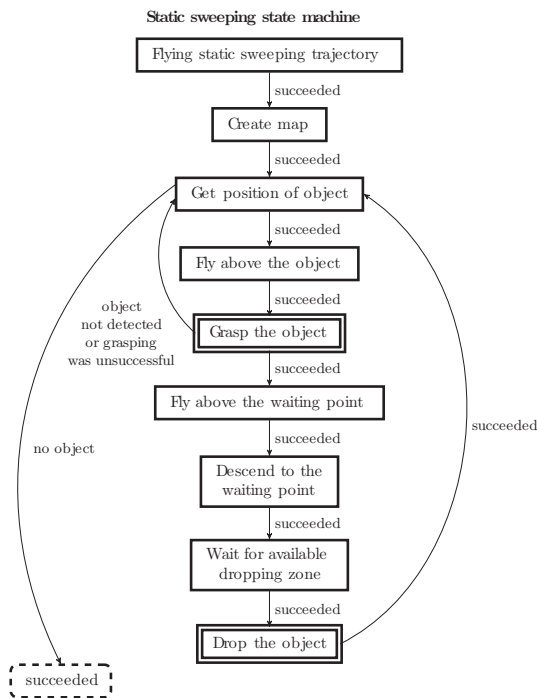 Static sweeping state machine
Flying static sweeping trajectory
succeeded
Create map
succeeded
Get position of object
succeeded
Fly above the object
succeeded
object
not detected
or grasping
was unsuccessful
Grasp the object
succeeded
Fly above the waiting point
succeeded
succeeded
no object
Descend to the
waiting point
succeeded
Wait for available
dropping zone
succeeded
Drop the object
succeeded